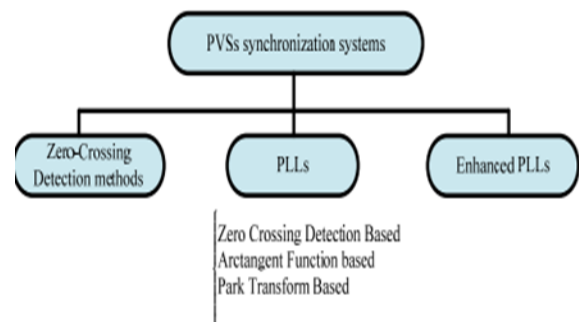 PVSs synchronization systems
Zero-Crossing
Detection methods
PLLs
Enhanced PLLs
Zero Crossing Detection Based
Arctangent Function based
Park Transform Based